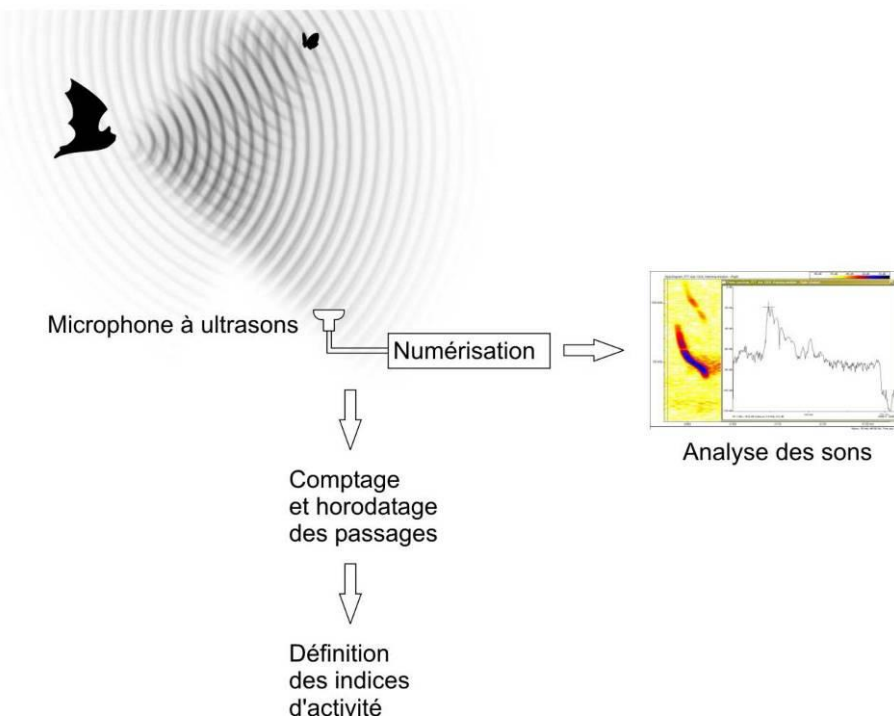 Microphone à ultrasons
Numérisation
Analyse des sons
Comptage
et horodatage
des passages
Définition
des indices
d'activité